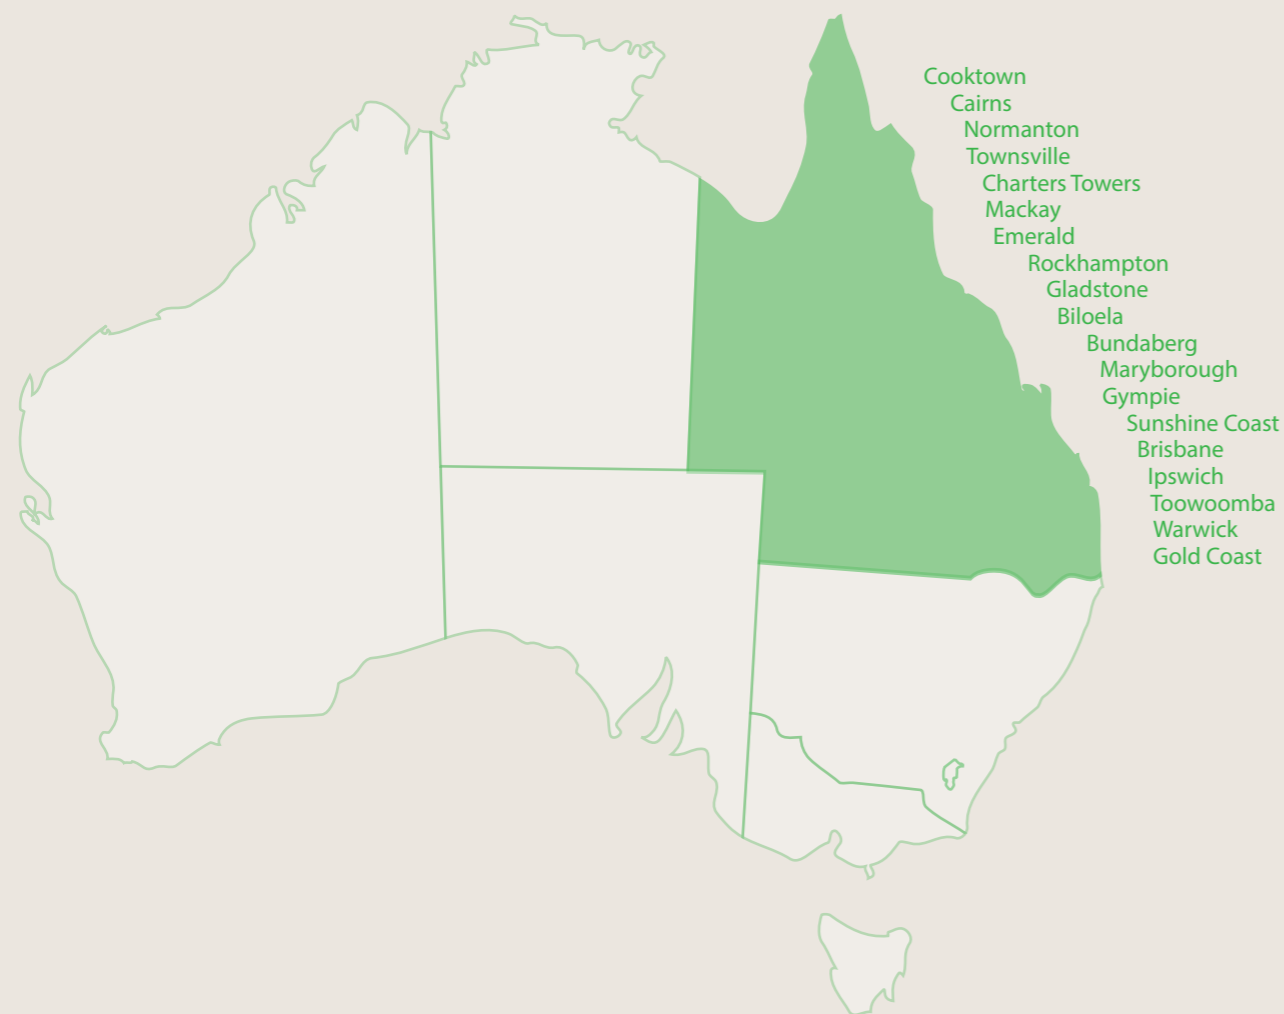 Cooktown
Cairns
Normanton
Townsville
Charters Towers
Mackay
Emerald
Rockhampton
Gladstone
Biloela
Bundaberg
Maryborough
Gympie
Sunshine Coast
Brisbane
Ipswich
Toowoomba
Warwick
Gold Coast